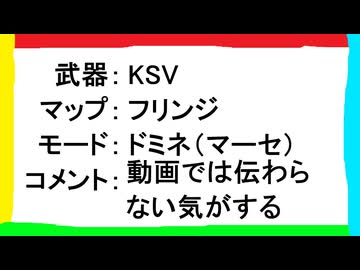 武器：KSV
マップ：フリンジ
モード：ドミネ（マーセ）
コメント：動画では伝わら
ない気がする